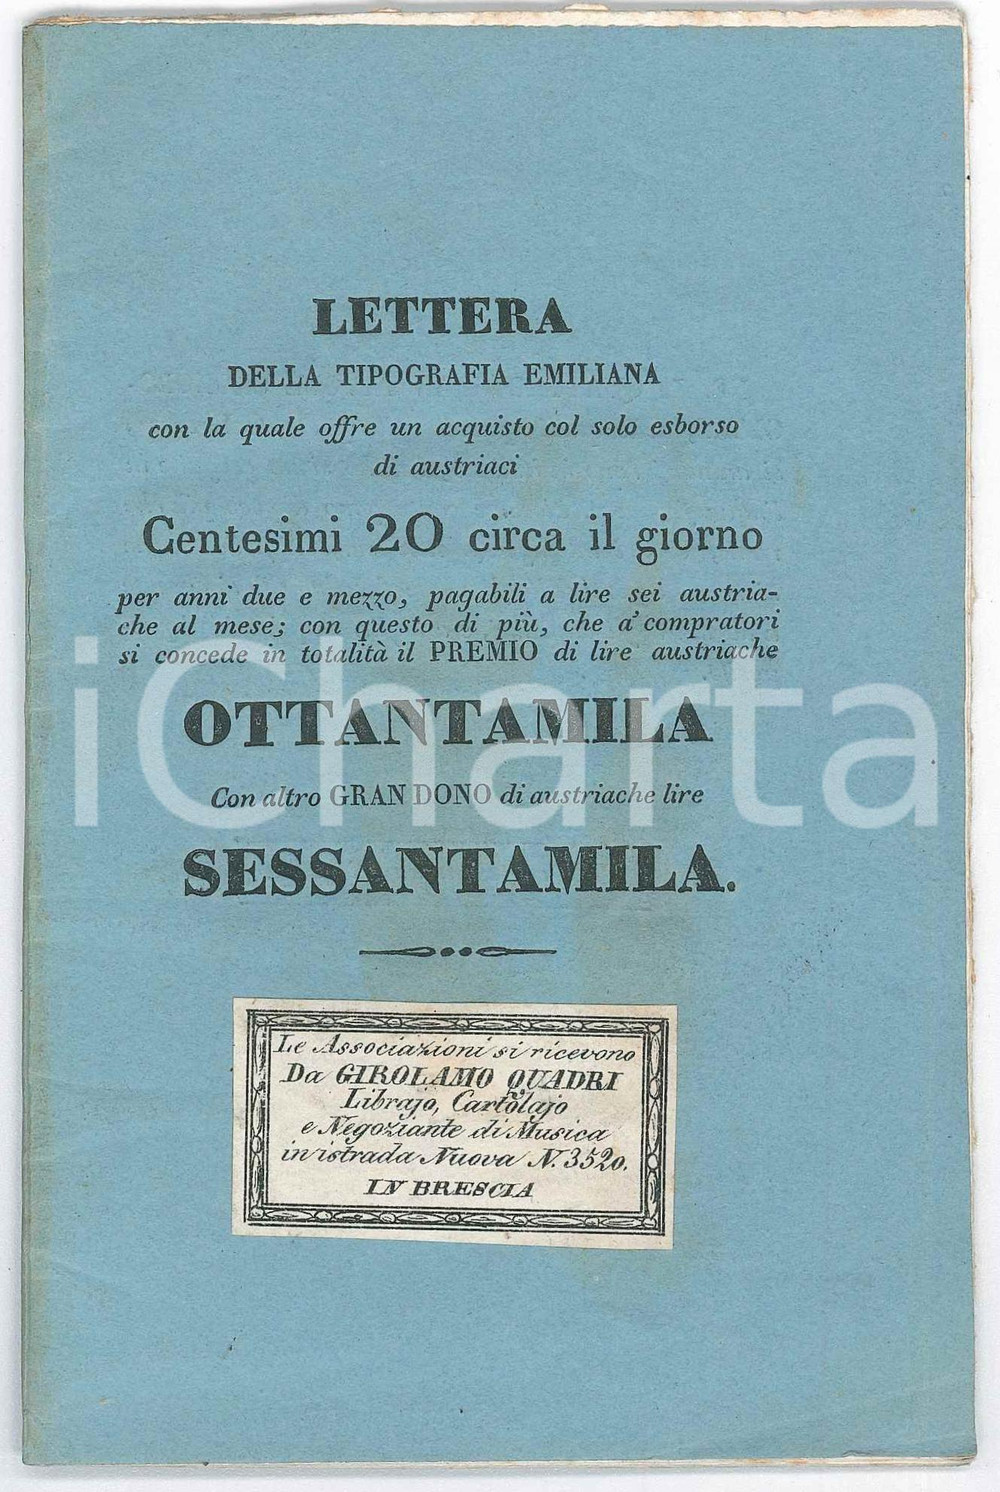 LETTERA
DELLA TIPOGRAFIA EMILIANA
con la quale offre un acquisto col solo esborso
di austriaci
Centesimi 20 circa il giorno
per anni due e mezzo, pagabili a lire sei austria-
che al mese; con questo di più, che a' compratori
si concede in totalità il PREMIO di lire austriache
iCharta
OTTANTAMILA
Con altro GRAN DONO di austriache lire
SESSANTAMILA.
Le Associazioni si ricevono
Da GIROLAMO QUADRI
Librajo, Cartolajo
e Negoziante di Musica
in istrada Nuova N. 3520.
IN BRESCIA